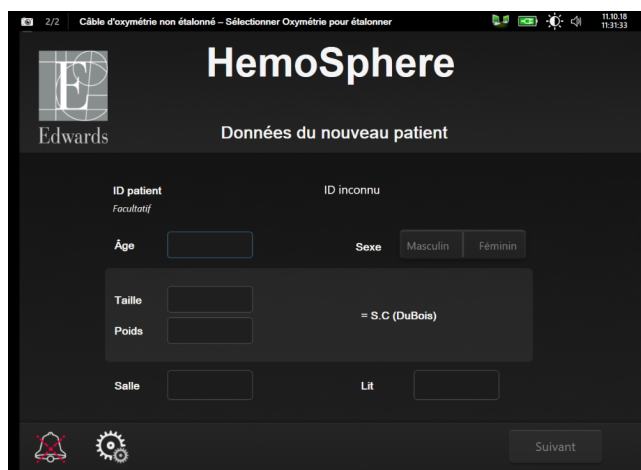 2/2 Câble d'oxymétrie non étalonné – Sélectionner Oxymétrie pour étalonner 11.10.18
11:31:33
HemoSphere
E
Edwards
Données du nouveau patient
ID patient ID inconnu
Facultatif
Âge Sexe Masculin Féminin
Taille
= S.C (DuBois)
Poids
Salle Lit
Suivant